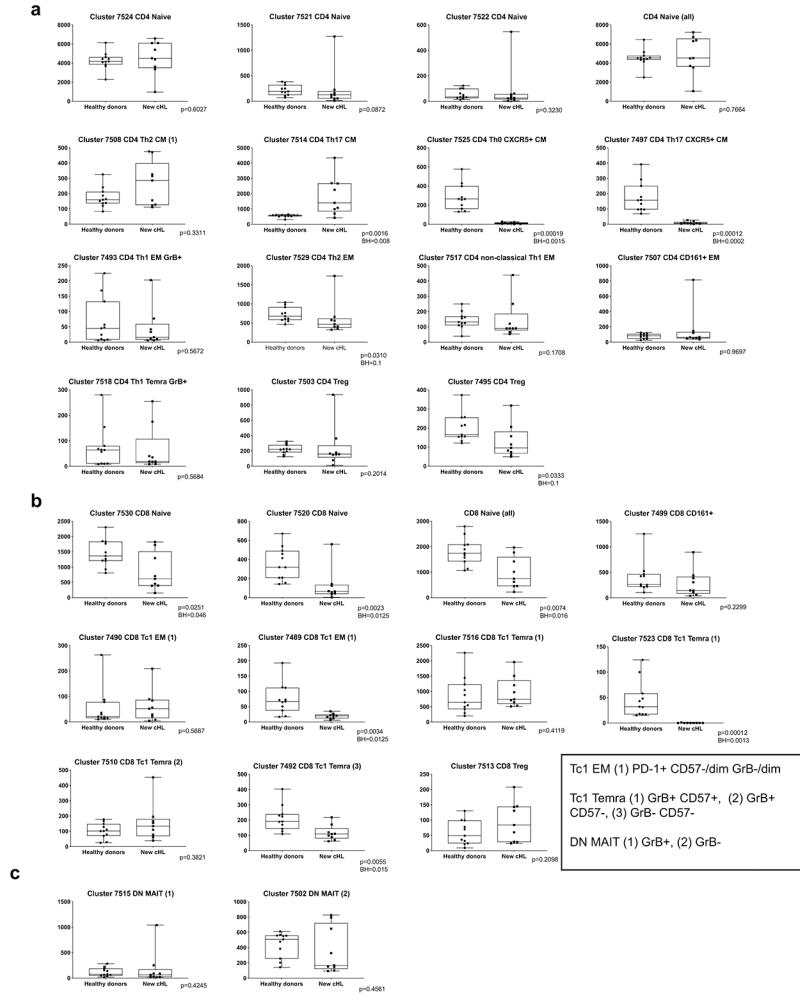 a
Cluster 7524 CD4 Naive
8000
6000
4000
2000
0
Healthy donors New cHL
p=0.6027
Cluster 7521 CD4 Naive
1500
1000
500
0
Healthy donors New cHL
p=0.0872
Cluster 7522 CD4 Naive
600
400
200
0
Healthy donors New cHL
p=0.3230
CD4 Naive (all)
8000
6000
4000
2000
0
Healthy donors New cHL
p=0.7664
Cluster 7508 CD4 Th2 CM (1)
500
400
300
200
100
0
Healthy donors New cHL
p=0.3311
Cluster 7514 CD4 Th17 CM
5000
4000
3000
2000
1000
0
Healthy donors New cHL
p=0.0016
BH=0.008
Cluster 7525 CD4 Th0 CXCR5+ CM
800
600
400
200
0
Healthy donors New cHL
p=0.00019
BH=0.0015
Cluster 7497 CD4 Th17 CXCR5+ CM
500
400
300
200
100
0
Healthy donors New cHL
p=0.00012
BH=0.0002
Cluster 7493 CD4 Th1 EM GrB+
250
200
150
100
50
0
Healthy donors New cHL
p=0.5672
Cluster 7529 CD4 Th2 EM
2000
1500
1000
500
0
Healthy donors New cHL
p=0.0310
BH=0.1
Cluster 7517 CD4 non-classical Th1 EM
500
400
300
200
100
0
Healthy donors New cHL
p=0.1708
Cluster 7507 CD4 CD161+ EM
1000
800
600
400
200
0
Healthy donors New cHL
p=0.9697
Cluster 7518 CD4 Th1 Temra GrB+
300
200
100
0
Healthy donors New cHL
p=0.5684
Cluster 7503 CD4 Treg
1000
800
600
400
200
0
Healthy donors New cHL
p=0.2014
Cluster 7495 CD4 Treg
400
300
200
100
0
Healthy donors New cHL
p=0.0333
BH=0.1
b
Cluster 7530 CD8 Naive
2500
2000
1500
1000
500
0
Healthy donors New cHL
p=0.0251
BH=0.046
Cluster 7520 CD8 Naive
800
600
400
200
0
Healthy donors New cHL
p=0.0023
BH=0.0125
CD8 Naive (all)
3000
2000
1000
0
Healthy donors New cHL
p=0.0074
BH=0.016
Cluster 7499 CD8 CD161+
1500
1000
500
0
Healthy donors New cHL
p=0.2299
Cluster 7490 CD8 Tc1 EM (1)
300
200
100
0
Healthy donors New cHL
p=0.5687
Cluster 7489 CD8 Tc1 EM (1)
250
200
150
100
50
0
Healthy donors New cHL
p=0.0034
BH=0.0125
Cluster 7516 CD8 Tc1 Temra (1)
2500
2000
1500
1000
500
0
Healthy donors New cHL
p=0.4119
Cluster 7523 CD8 Tc1 Temra (1)
150
100
50
0
Healthy donors New cHL
p=0.00012
BH=0.0013
Cluster 7510 CD8 Tc1 Temra (2)
500
400
300
200
100
0
Healthy donors New cHL
p=0.3821
Cluster 7492 CD8 Tc1 Temra (3)
500
400
300
200
100
0
Healthy donors New cHL
p=0.0055
BH=0.015
Cluster 7513 CD8 Treg
250
200
150
100
50
0
Healthy donors New cHL
p=0.2098
Tc1 EM (1) PD-1+ CD57-/dim GrB-/dim
Tc1 Temra (1) GrB+ CD57+, (2) GrB+
CD57-, (3) GrB- CD57-
DN MAIT (1) GrB+, (2) GrB-
c
Cluster 7515 DN MAIT (1)
1500
1000
500
0
Healthy donors New cHL
p=0.4245
Cluster 7502 DN MAIT (2)
1000
800
600
400
200
0
Healthy donors New cHL
p=0.4561